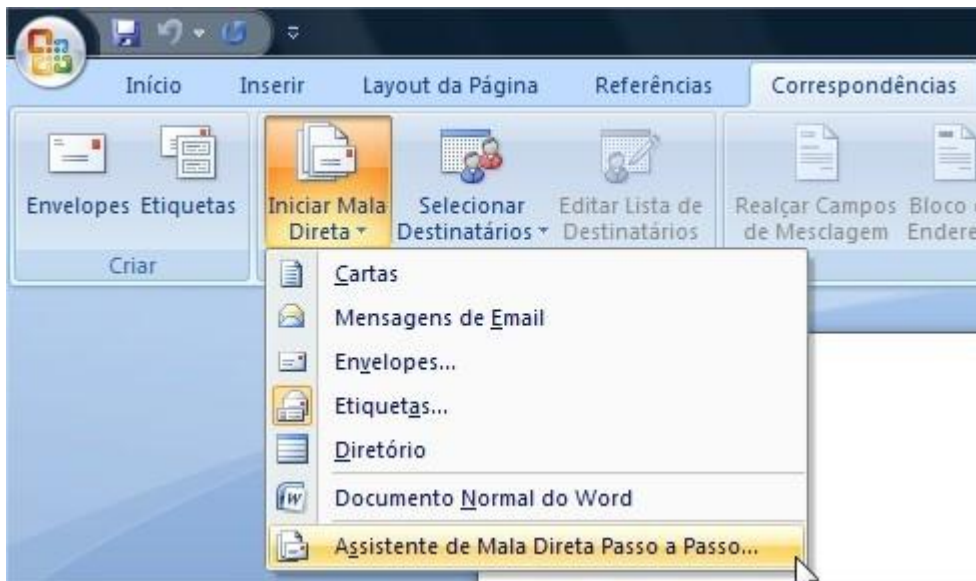 Início Inserir Layout da Página Referências Correspondências
Envelopes Etiquetas Iniciar Mala Selecionar Editar Lista de Realçar Campos Bloco
Direta Destinatários Destinatários de Mesclagem
Criar
Cartas
Mensagens de Email
Envelopes...
Etiquetas...
Diretório
Documento Normal do Word
Assistente de Mala Direta Passo a Passo...